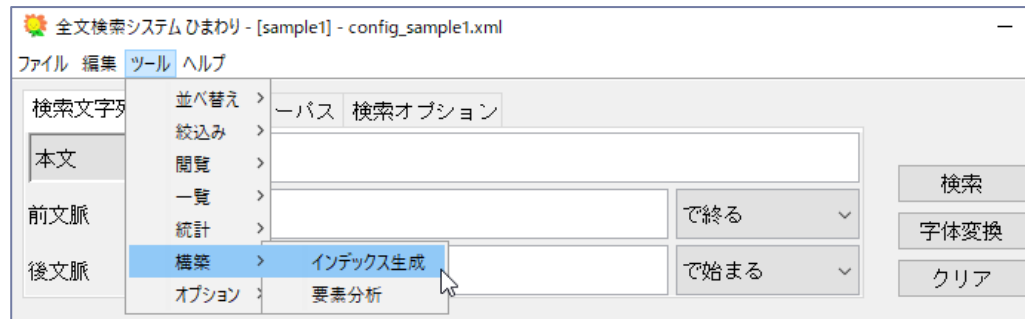 全文検索システム ひまわり - [sample1] - config_sample1.xml
ファイル 編集 ツール ヘルプ
検索文字列 ーパス 検索オプション
並べ替え
絞込み
本文
閲覧
一覧
検索
前文脈
で終る
統計
字体変換
構築 インデックス生成
後文脈
で始まる
クリア
オプション 要素分析